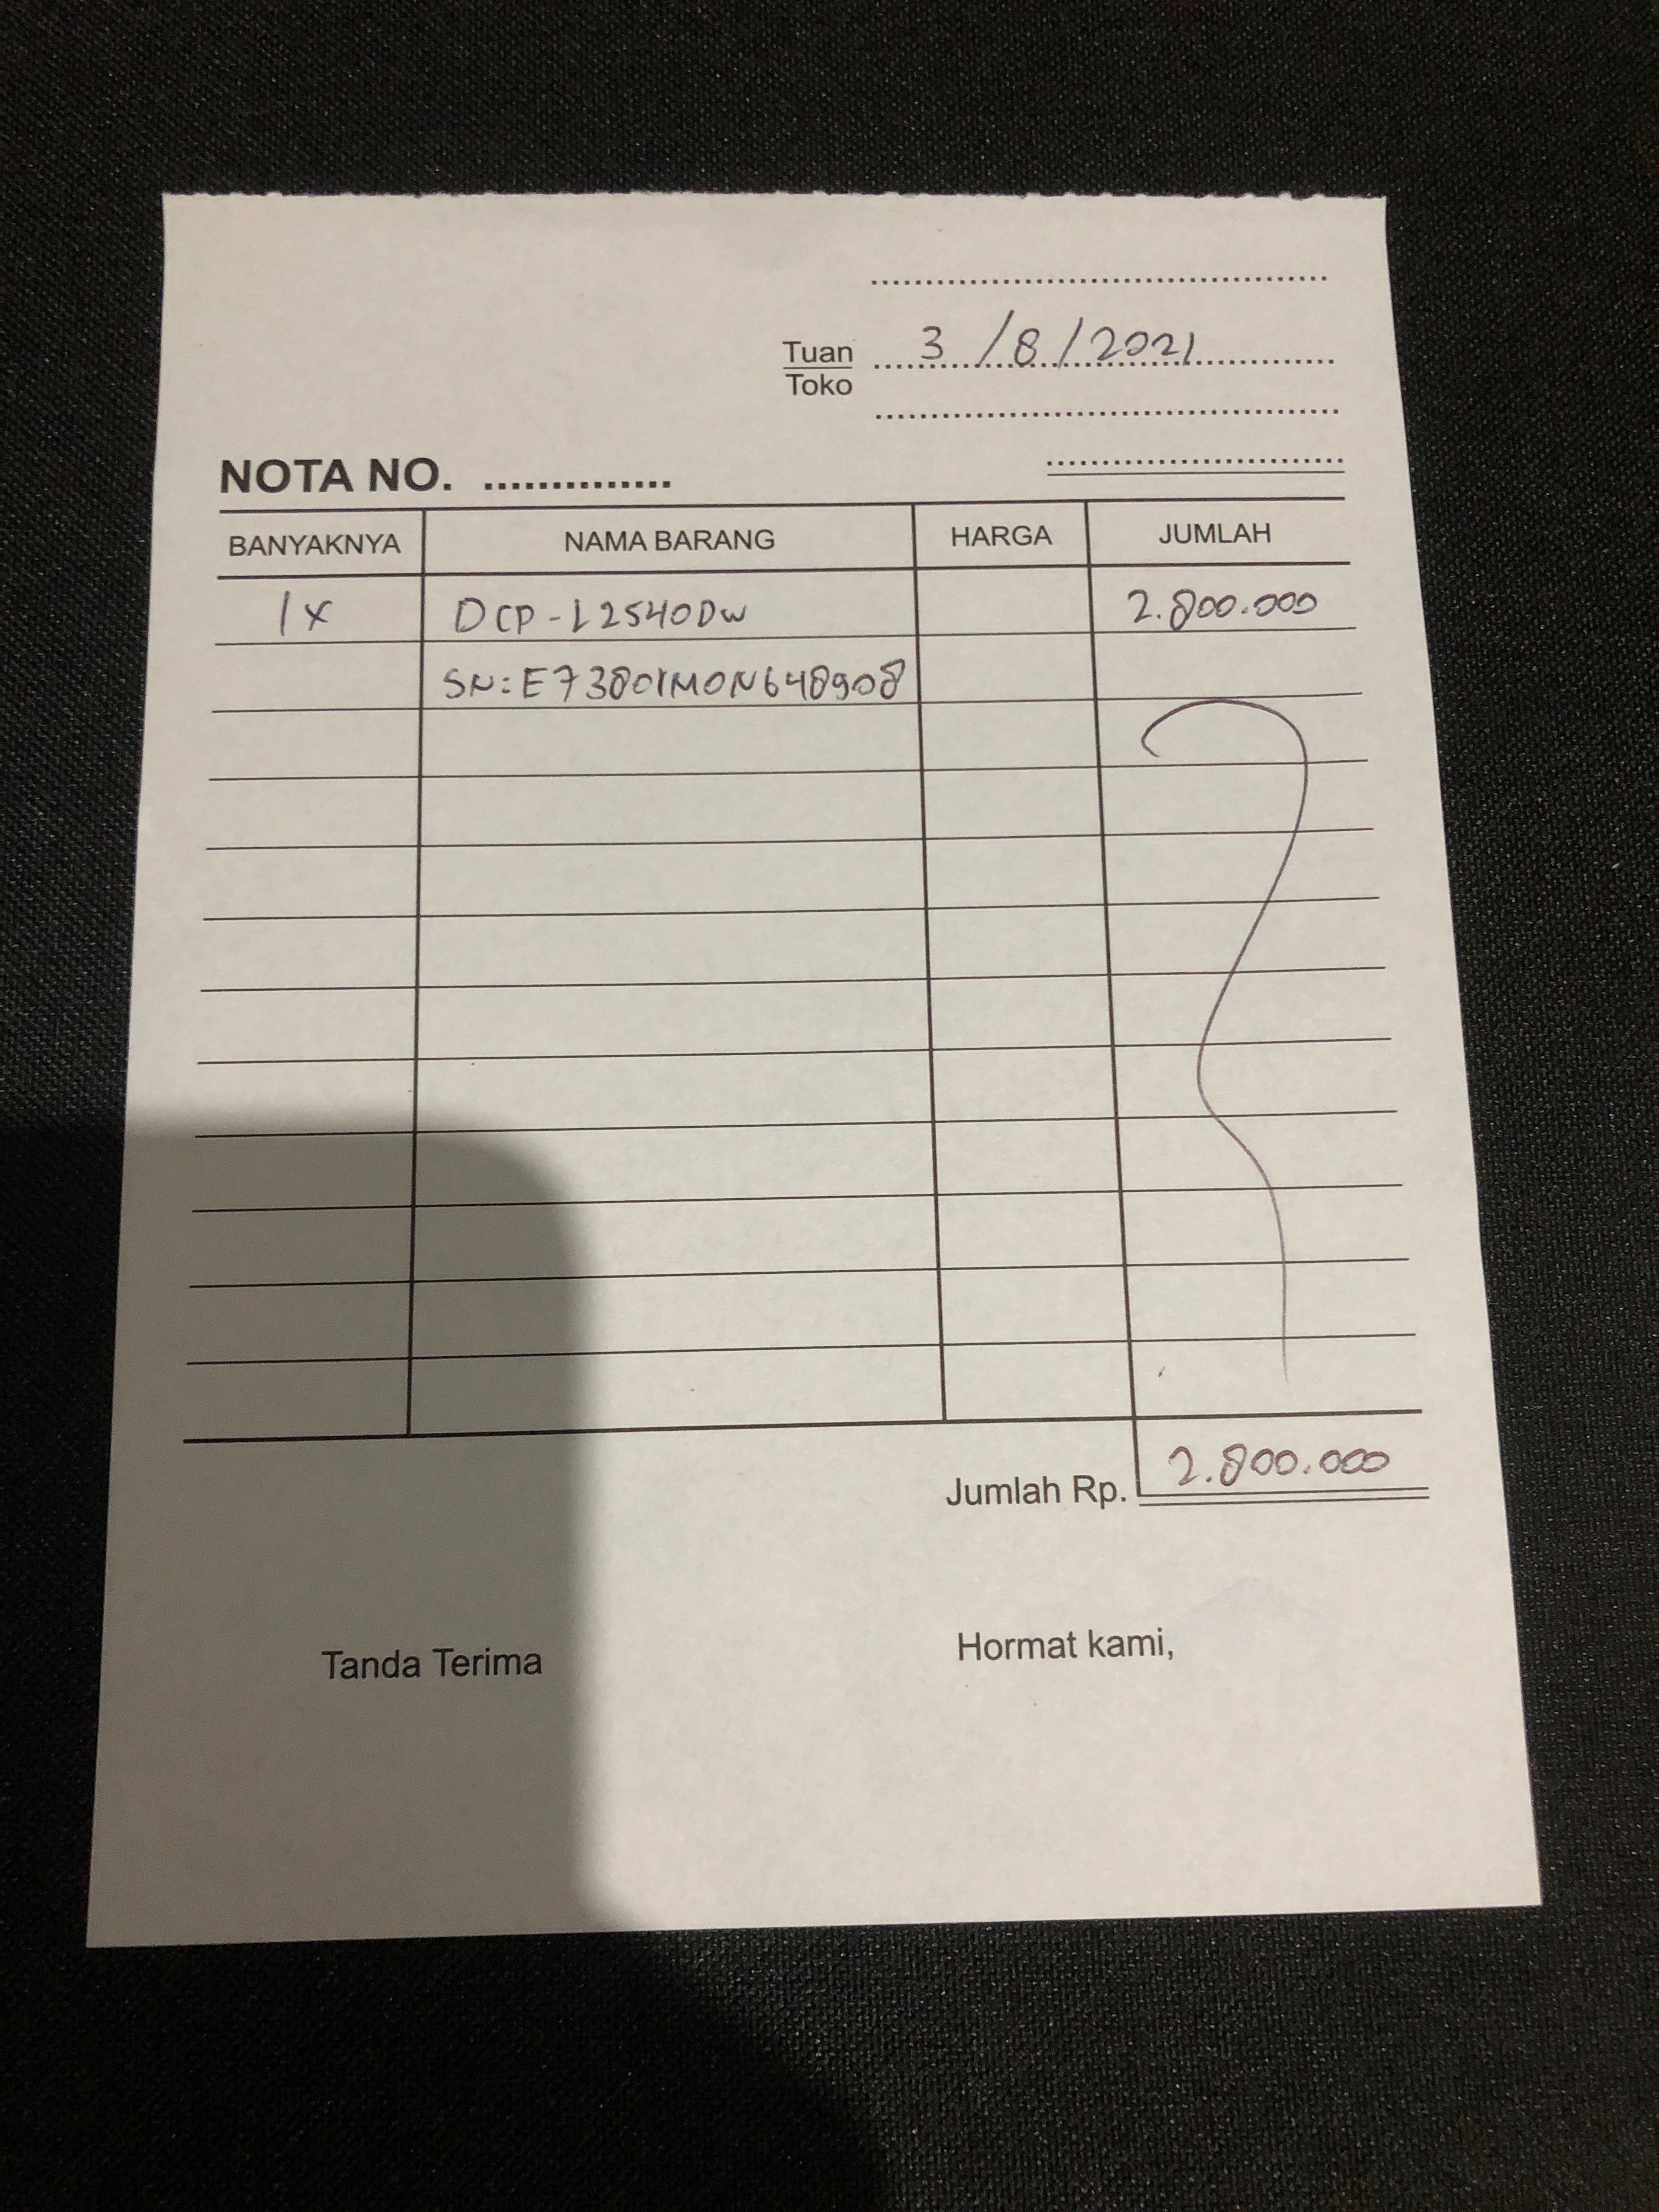 Tuan 3/8/2021
Toko
NOTA NO. ..............
BANYAKNYA NAMA BARANG HARGA JUMLAH
1x DCP-L2540DW 2.800.000
SN: E73801M0N648908
Jumlah Rp. 2.800.000
Tanda Terima Hormat kami,